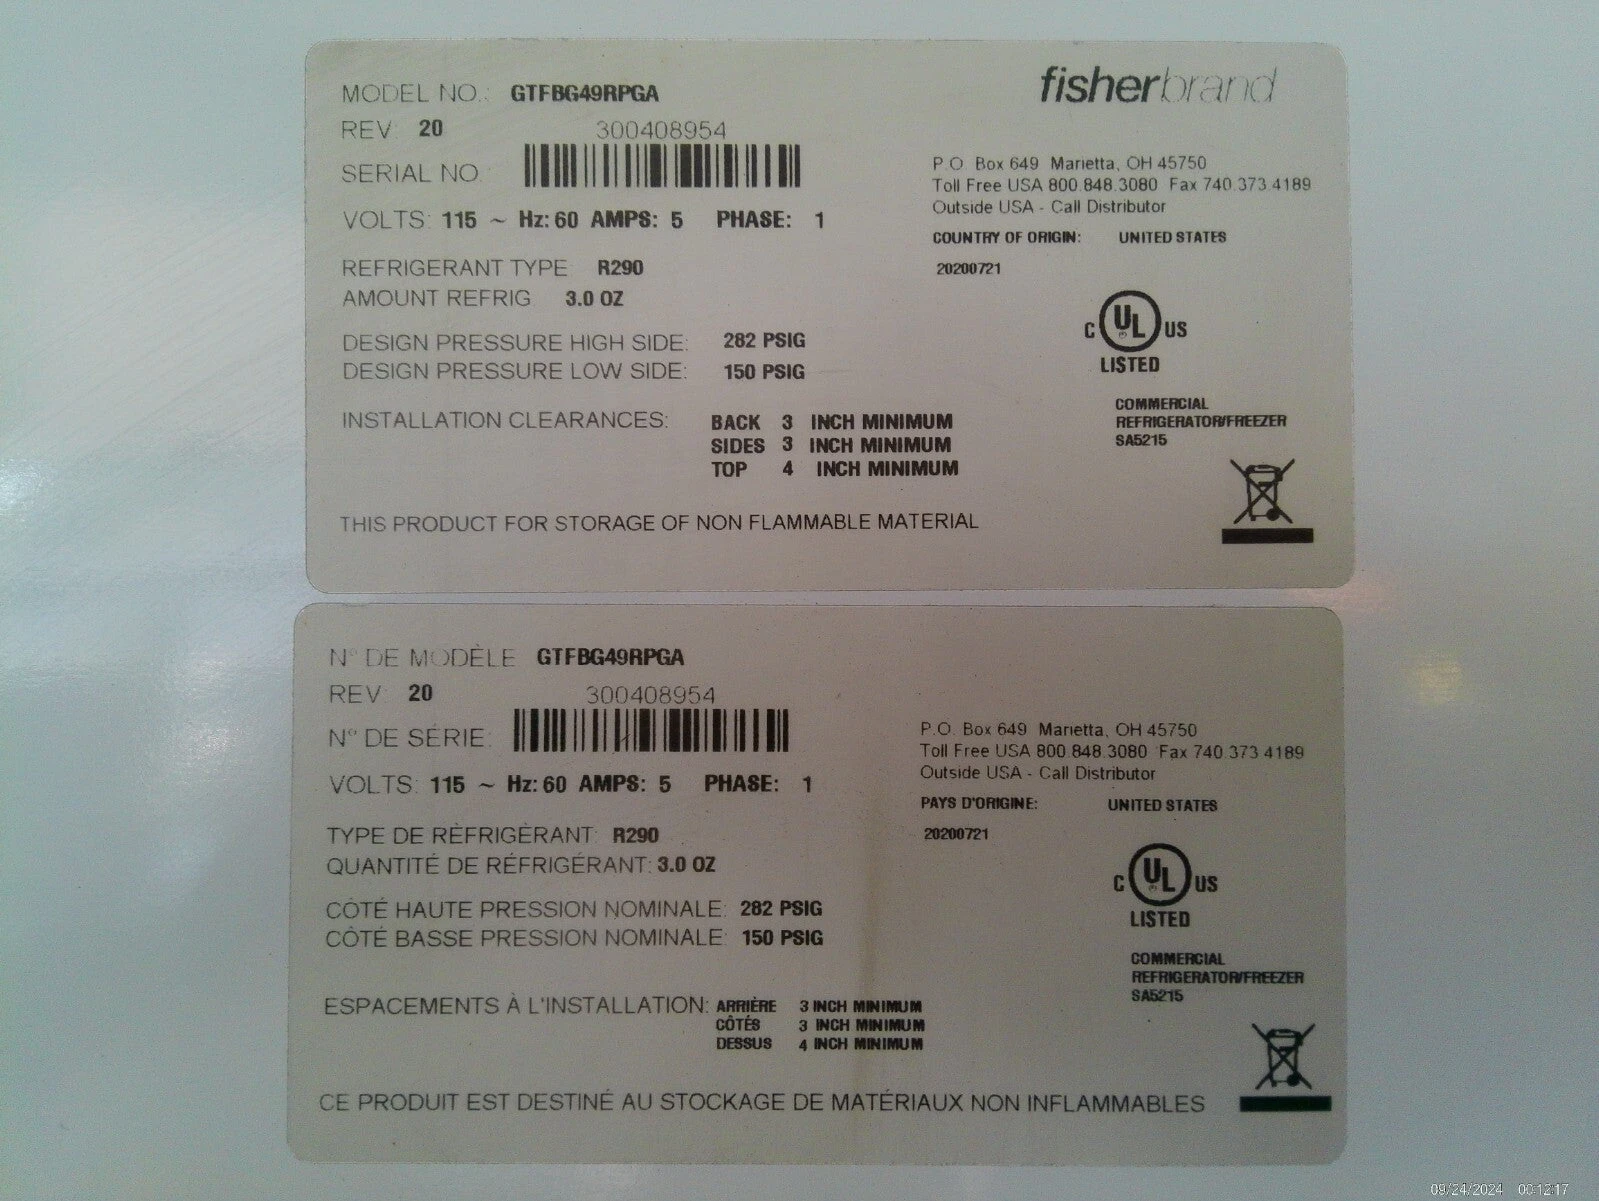 MODEL NO.: GTFBG49RPGA
fisherbrand
REV: 20
300408954
SERIAL NO.
VOLTS: 115 ~ Hz: 60 AMPS: 5 PHASE: 1
REFRIGERANT TYPE R290
AMOUNT REFRIG 3.0 OZ
DESIGN PRESSURE HIGH SIDE: 282 PSIG
DESIGN PRESSURE LOW SIDE: 150 PSIG
INSTALLATION CLEARANCES: BACK 3 INCH MINIMUM
SIDES 3 INCH MINIMUM
TOP 4 INCH MINIMUM
THIS PRODUCT FOR STORAGE OF NON FLAMMABLE MATERIAL
P.O. Box 649 Marietta, OH 45750
Toll Free USA 800.848.3080 Fax 740.373.4189
Outside USA - Call Distributor
COUNTRY OF ORIGIN: UNITED STATES
20200721
C UL US
LISTED
COMMERCIAL
REFRIGERATOR/FREEZER
SA5215
N° DE MODÈLE GTFBG49RPGA
REV: 20
300408954
N° DE SÉRIE:
VOLTS: 115 ~ Hz: 60 AMPS: 5 PHASE: 1
TYPE DE RÉFRIGÉRANT: R290
QUANTITÉ DE RÉFRIGÉRANT: 3.0 OZ
CÔTÉ HAUTE PRESSION NOMINALE: 282 PSIG
CÔTÉ BASSE PRESSION NOMINALE: 150 PSIG
ESPACEMENTS À L'INSTALLATION: ARRIÈRE 3 INCH MINIMUM
CÔTÉS 3 INCH MINIMUM
DESSUS 4 INCH MINIMUM
CE PRODUIT EST DESTINÉ AU STOCKAGE DE MATÉRIAUX NON INFLAMMABLES
P.O. Box 649 Marietta, OH 45750
Toll Free USA 800.848.3080 Fax 740.373.4189
Outside USA - Call Distributor
PAYS D'ORIGINE: UNITED STATES
20200721
C UL US
LISTED
COMMERCIAL
REFRIGERATOR/FREEZER
SA5215
09/24/2024 00:12:17